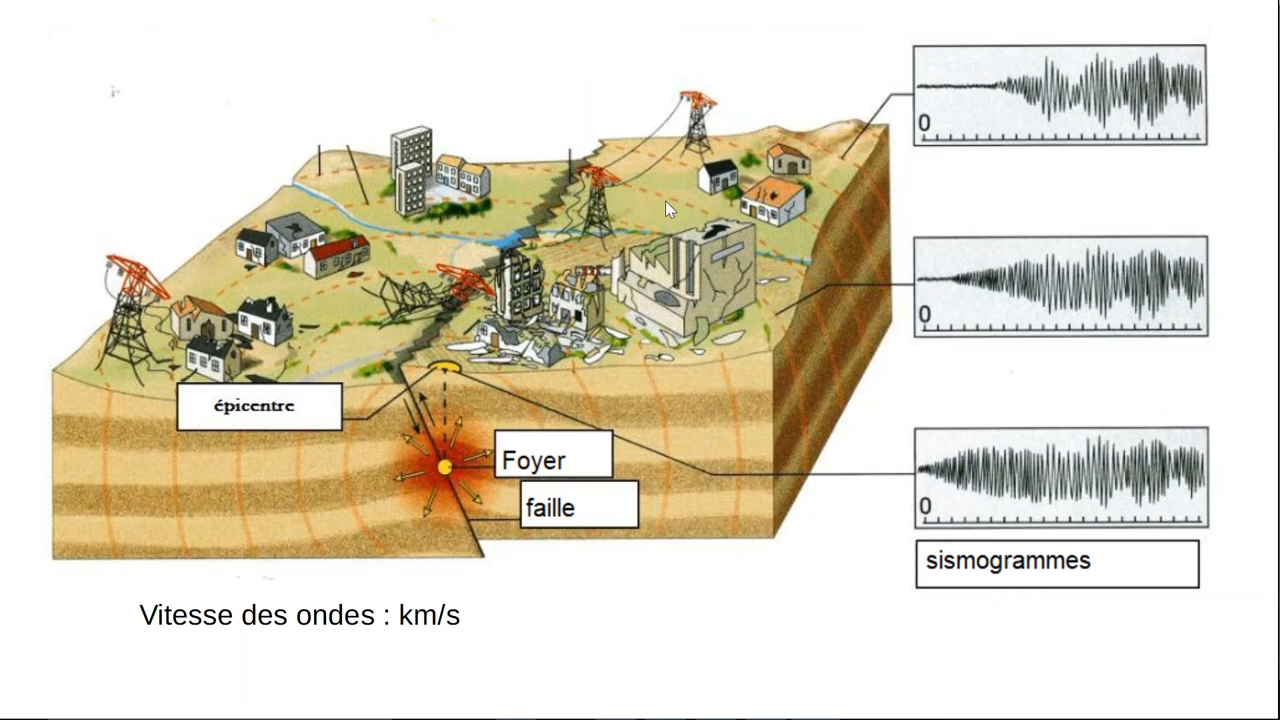 0
0
épicentre
Foyer
faille
0
sismogrammes
Vitesse des ondes : km/s